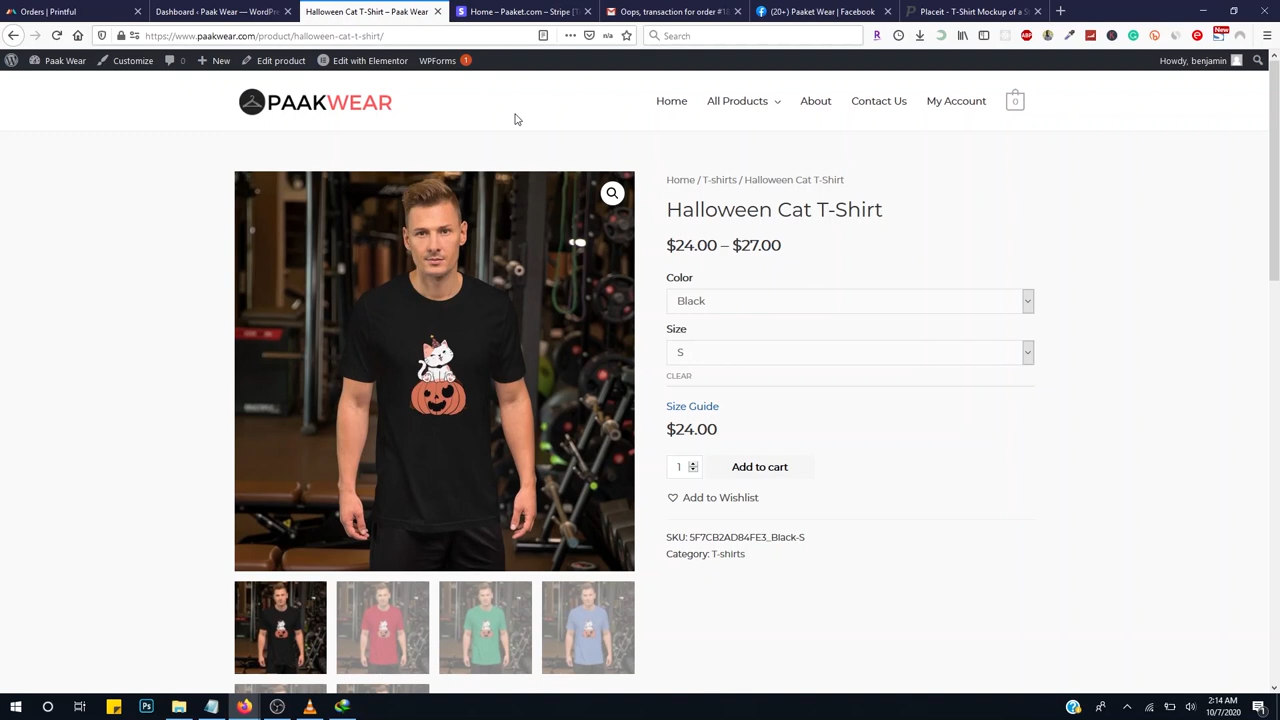 Orders | Printful
Dashboard ‹ Paak Wear — WordPr
Halloween Cat T-Shirt – Paak Wear
Home – Paaket.com – Stripe [T
Oops, transaction for order #1
(20+) Paaket Wear | Facebook
Placeit - T-Shirt Mockup of a S
https://www.paakwear.com/product/halloween-cat-t-shirt/
n/a
Search
New
Paak Wear
Customize
0
New
Edit product
Edit with Elementor
WPForms
1
Howdy, benjamin
PAAKWEAR
Home
All Products
About
Contact Us
My Account
0
Home / T-shirts / Halloween Cat T-Shirt
Halloween Cat T-Shirt
$24.00 – $27.00
Color
Black
Size
S
CLEAR
Size Guide
$24.00
1
Add to cart
Add to Wishlist
SKU: 5F7CB2AD84FE3_Black-S
Category: T-shirts
2:14 AM
10/7/2020